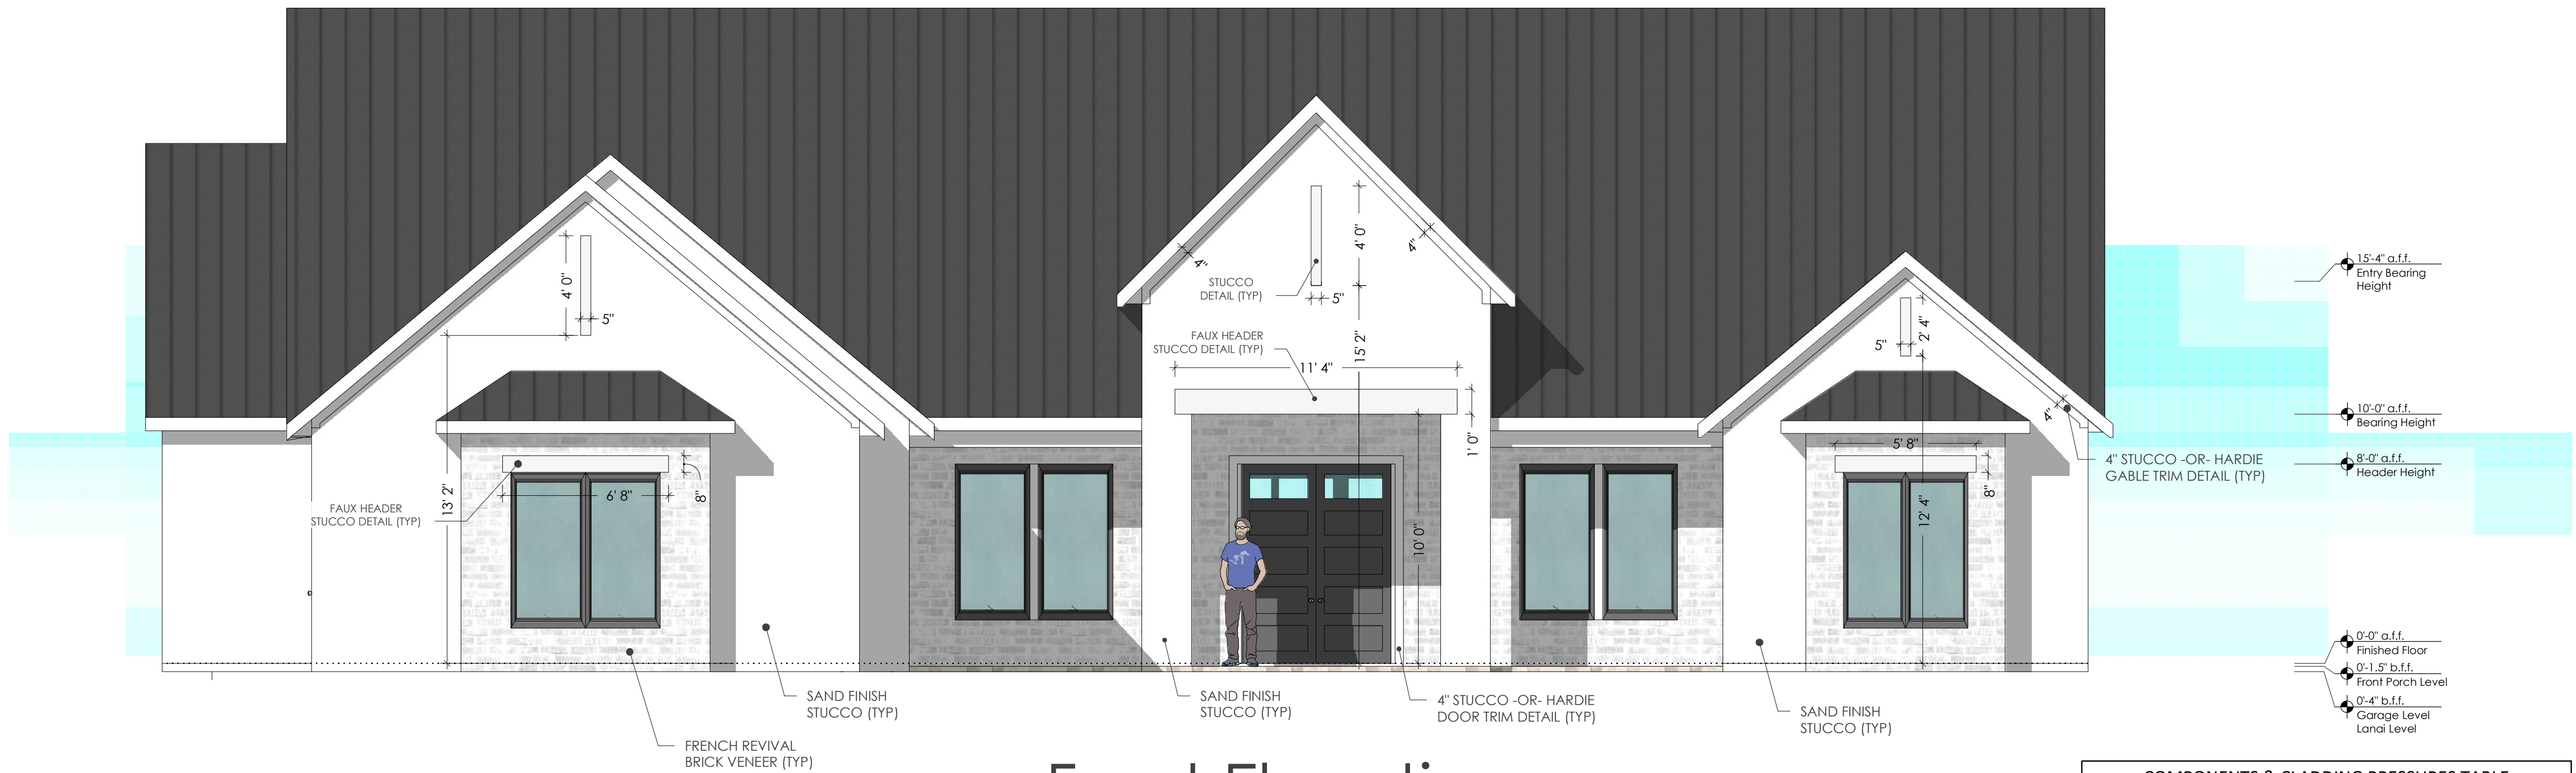 15'-4" a.f.f.
Entry Bearing
Height
4' 0"
5"
4"
4' 0"
4"
STUCCO
DETAIL (TYP)
5"
2' 4"
5"
FAUX HEADER
STUCCO DETAIL (TYP)
15' 2"
11' 4"
1' 0"
4"
10'-0" a.f.f.
Bearing Height
5' 8"
4" STUCCO -OR- HARDIE
GABLE TRIM DETAIL (TYP)
8'-0" a.f.f.
Header Height
13' 2"
6' 8"
8"
8"
FAUX HEADER
STUCCO DETAIL (TYP)
12' 4"
10' 0"
0'-0" a.f.f.
Finished Floor
0'-1.5" b.f.f.
Front Porch Level
0'-4" b.f.f.
Garage Level
Lanai Level
SAND FINISH
STUCCO (TYP)
SAND FINISH
STUCCO (TYP)
4" STUCCO -OR- HARDIE
DOOR TRIM DETAIL (TYP)
SAND FINISH
STUCCO (TYP)
FRENCH REVIVAL
BRICK VENEER (TYP)